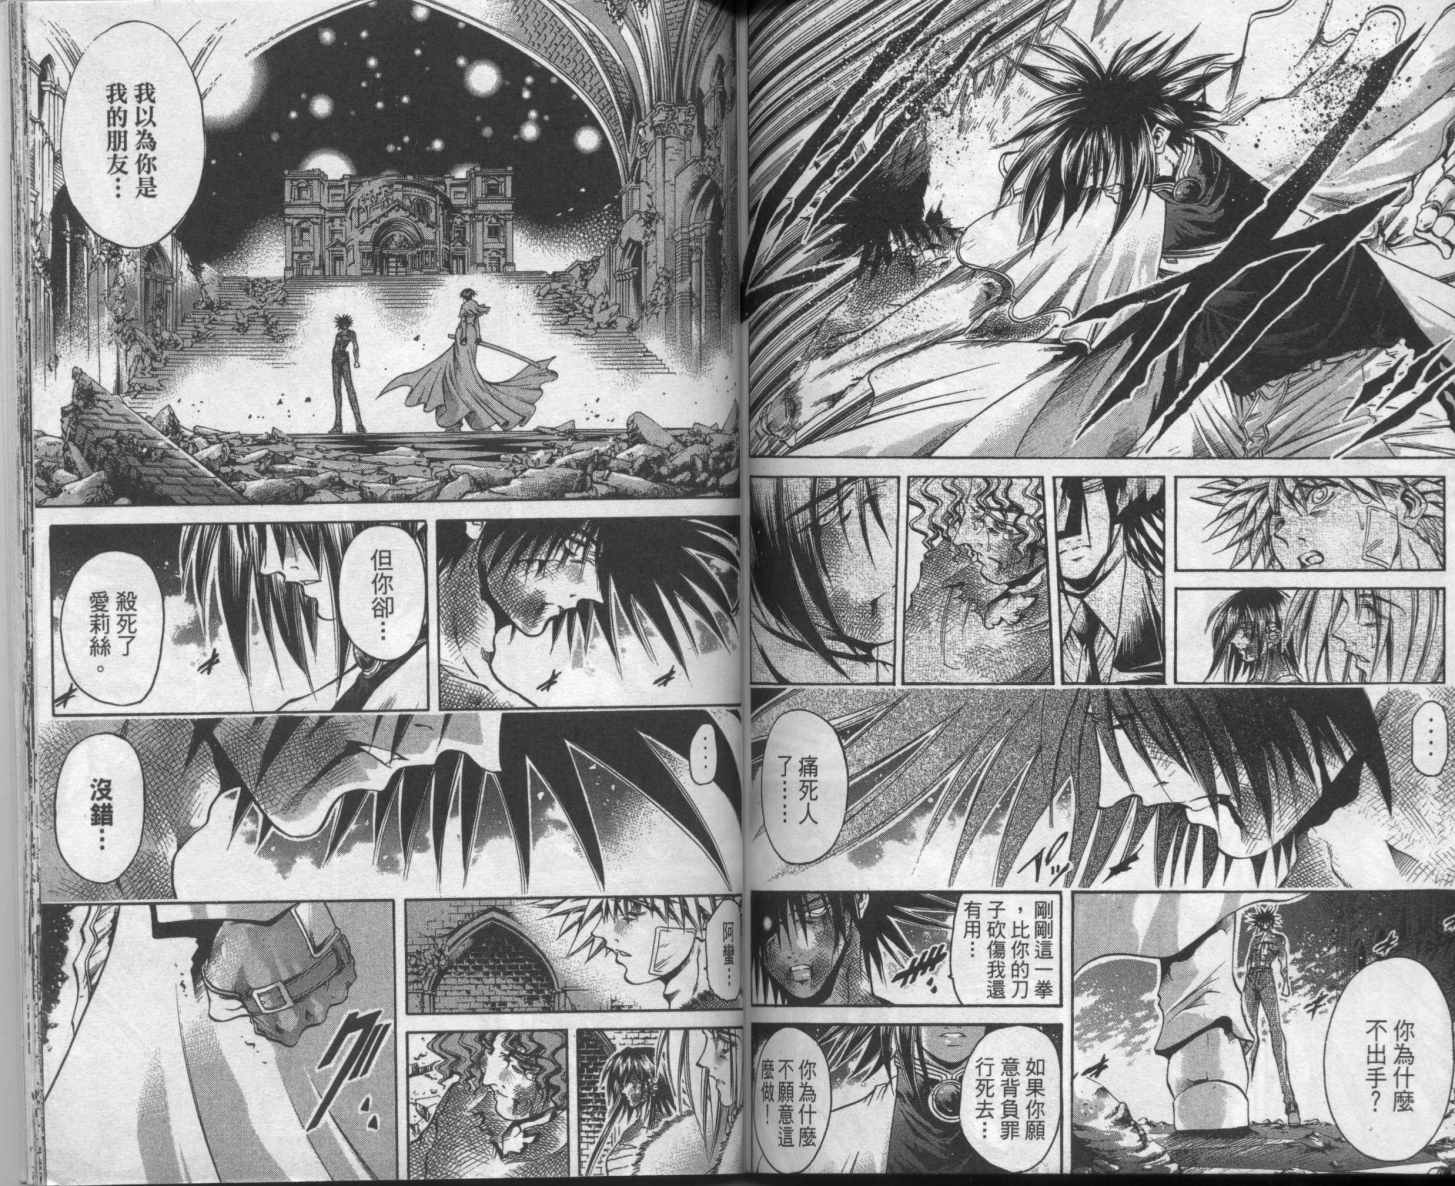 ····
痛死人
了······
你為什麼
不出手?
剛剛這一拳
，比你的刀
子砍傷我還
有用···
如果你願
意背負罪
行死去···
你為什麼
不願意這
麼做!
我以為你是
我的朋友···
但你卻···
殺死了
愛莉絲。
····
沒錯···
阿蠻···